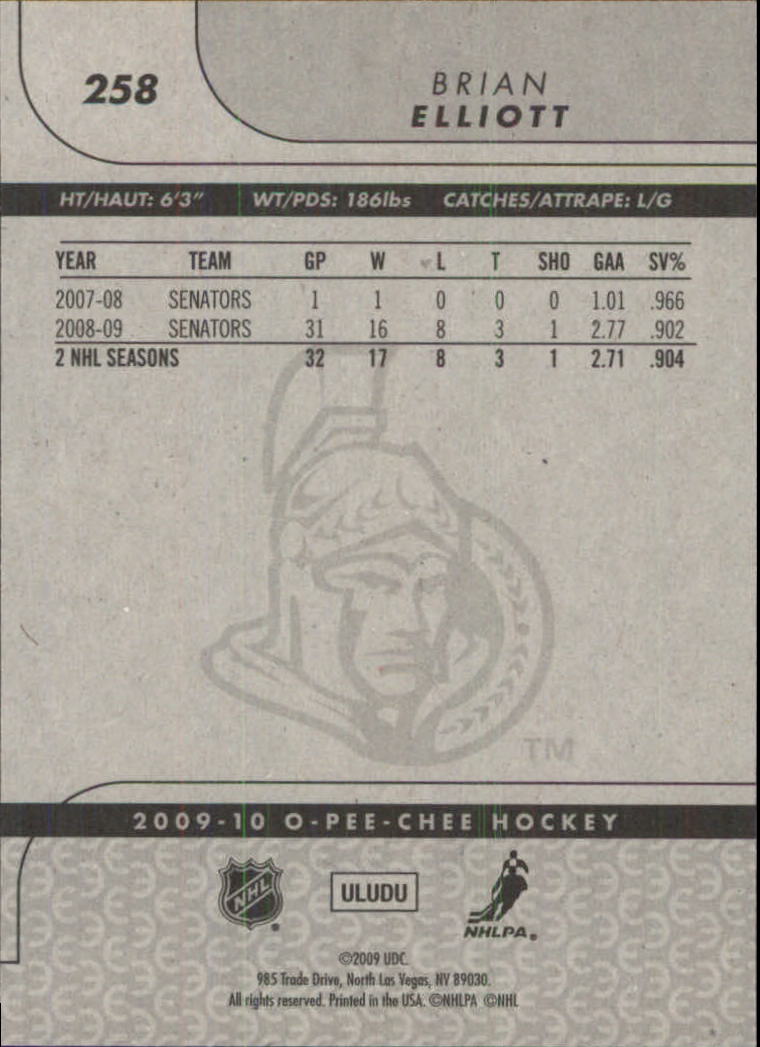 258
BRIAN
ELLIOTT
HT/HAUT: 6'3" WT/PDS: 186lbs CATCHES/ATTRAPE: L/G
YEAR TEAM GP W L T SHO GAA SV%
2007-08 SENATORS 1 1 0 0 0 1.01 .966
2008-09 SENATORS 31 16 8 3 1 2.77 .902
2 NHL SEASONS 32 17 8 3 1 2.71 .904
TM
2009-10 O-PEE-CHEE HOCKEY
NHL ULUDU NHLPA®
©2009 UDC.
985 Trade Drive, North Las Vegas, NV 89030.
All rights reserved. Printed in the USA. ©NHLPA ©NHL